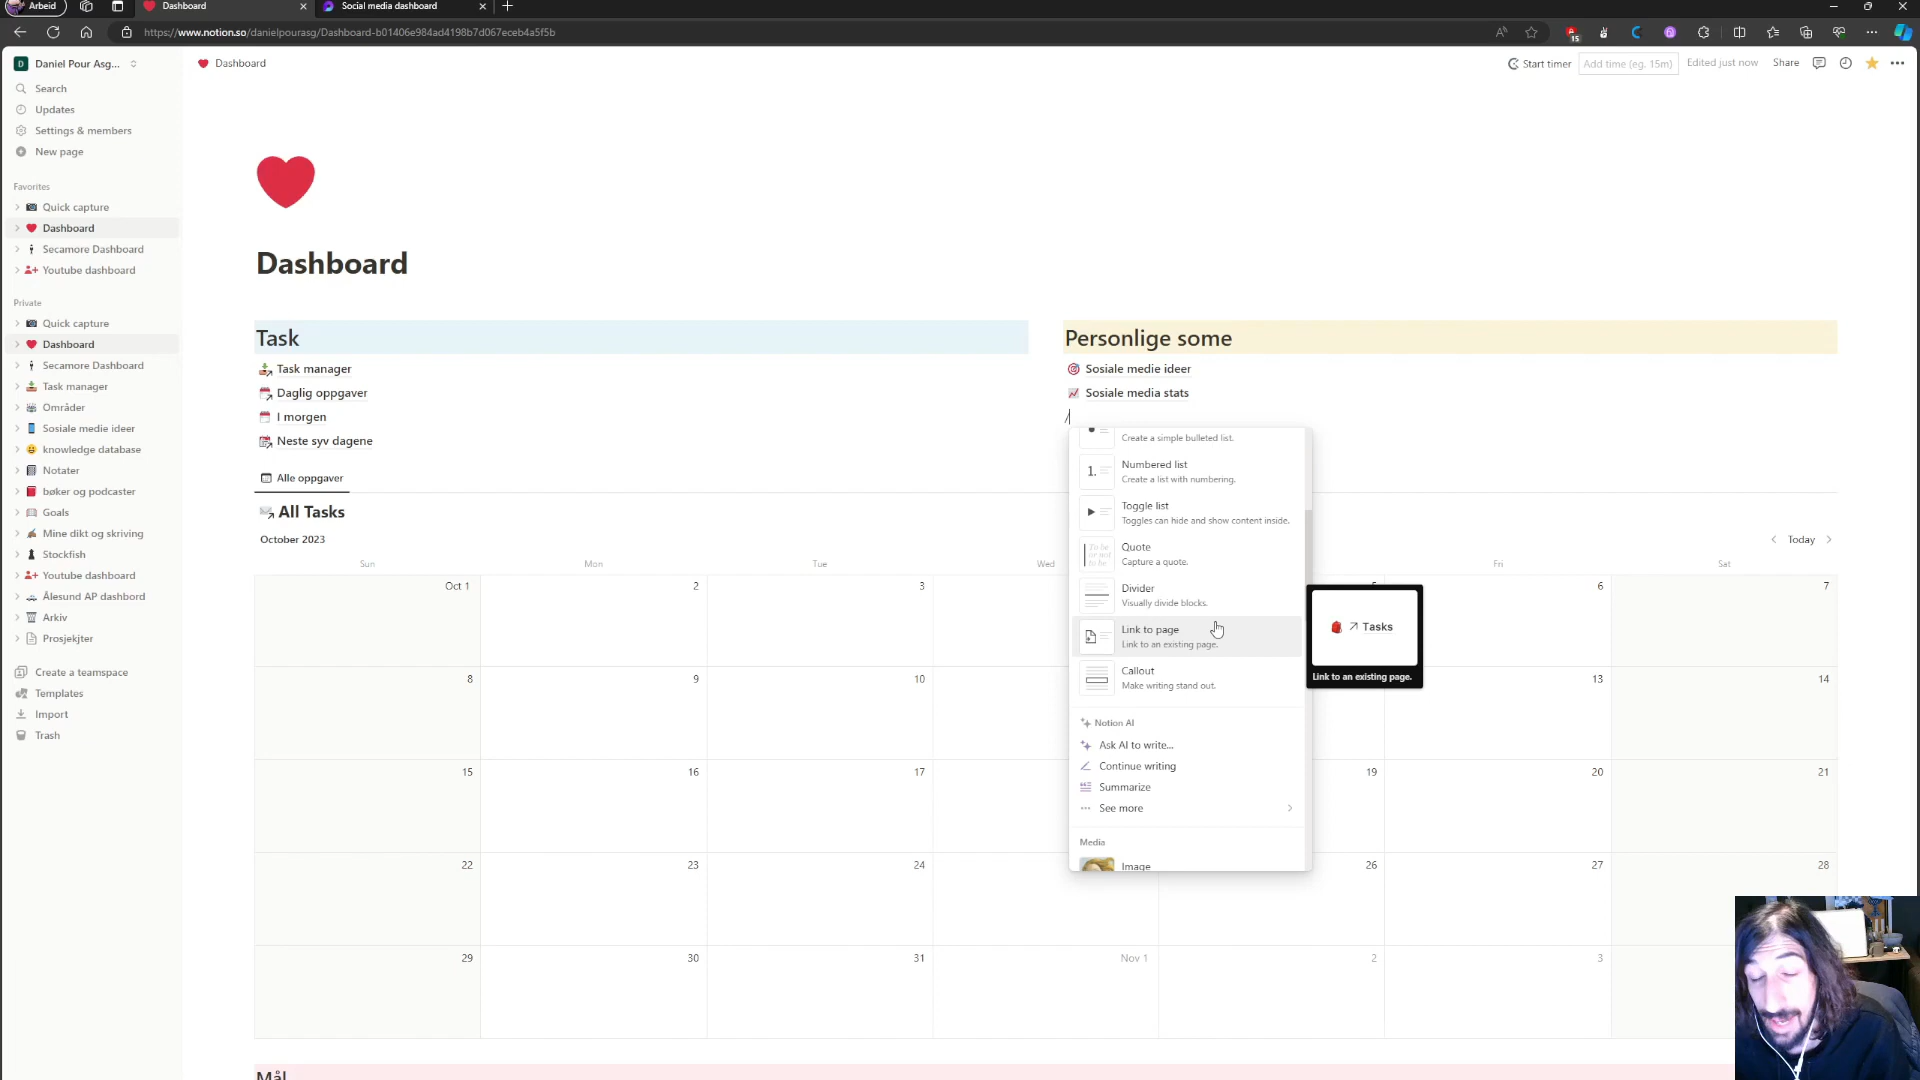 Arbeid
Dashboard
Social media dashboard
https://www.notion.so/danielpourasg/Dashboard-b01406e984ad4198b7d067eceb4a5f5b
15
D
Daniel Pour Asg...
Dashboard
Start timer
Add time (eg. 15m)
Edited just now
Share
Search
Updates
Settings & members
New page
Favorites
Quick capture
Dashboard
Secamore Dashboard
Youtube dashboard
Private
Quick capture
Dashboard
Secamore Dashboard
Task manager
Områder
Sosiale medie ideer
knowledge database
Notater
bøker og podcaster
Goals
Mine dikt og skriving
Stockfish
Youtube dashboard
Ålesund AP dashbord
Arkiv
Prosjekjter
Create a teamspace
Templates
Import
Trash
Dashboard
Task
Task manager
Daglig oppgaver
I morgen
Neste syv dagene
Personlige some
Sosiale medie ideer
Sosiale media stats
/
Alle oppgaver
All Tasks
October 2023
Today
Sun Mon Tue Wed Fri Sat
Oct 1 2 3 5 6 7
8 9 10 13 14
15 16 17 19 20 21
22 23 24 26 27 28
29 30 31 Nov 1 2 3
Mål
Create a simple bulleted list.
1.
Numbered list
Create a list with numbering.
Toggle list
Toggles can hide and show content inside.
To be
or not
to be
Quote
Capture a quote.
Divider
Visually divide blocks.
Link to page
Link to an existing page.
Callout
Make writing stand out.
Notion AI
Ask AI to write...
Continue writing
Summarize
See more
Media
Image
Tasks
Link to an existing page.